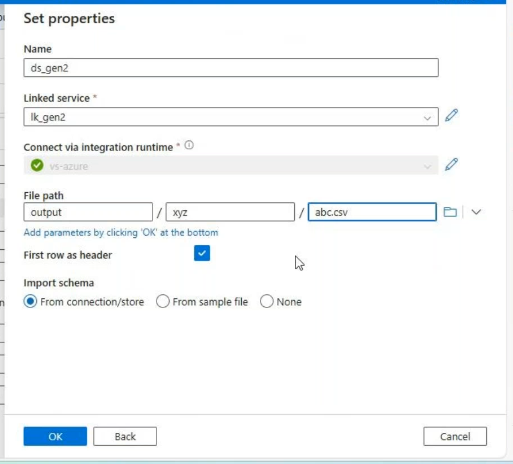 Set properties
Name
ds_gen2
Linked service *
lk_gen2
Connect via integration runtime *
vs-azure
File path
output / xyz / abc.csv
Add parameters by clicking 'OK' at the bottom
First row as header
Import schema
From connection/store From sample file None
OK Back Cancel